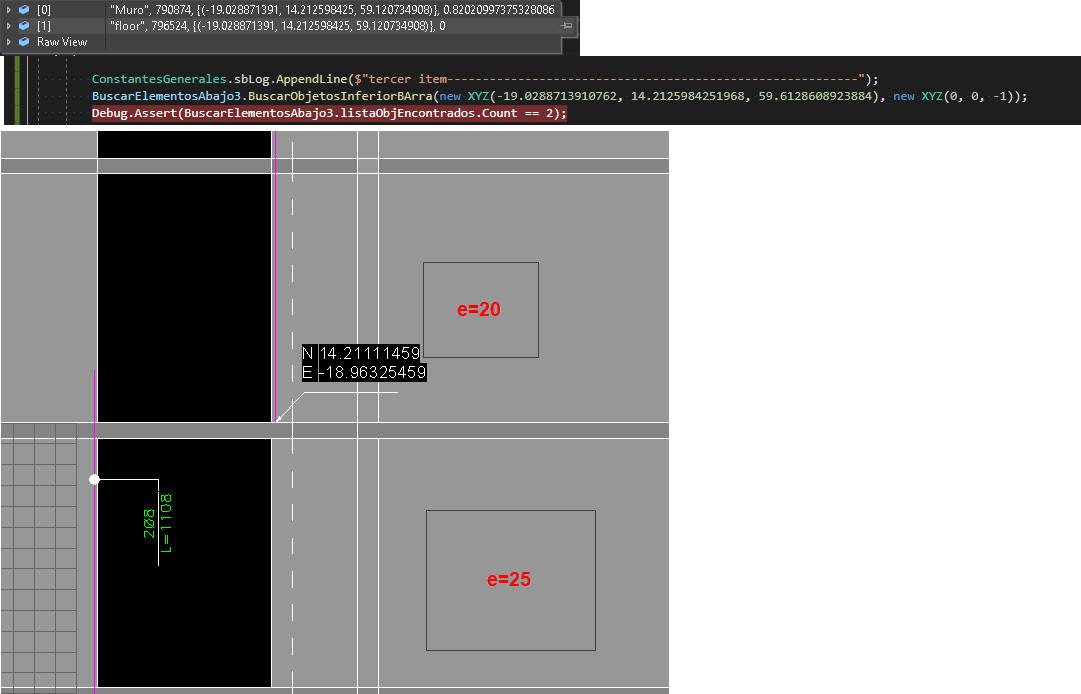 [0] "Muro", 790874, {(-19.028871391, 14.212598425, 59.120734908)}, 0.82020997375328086
[1] "floor", 796524, {(-19.028871391, 14.212598425, 59.120734908)}, 0
Raw View
ConstantesGenerales.sbLog.AppendLine($"tercer item----------------------------------------------------------");
BuscarElementosAbajo3.BuscarObjetosInferiorBArra(new XYZ(-19.0288713910762, 14.2125984251968, 59.6128608923884), new XYZ(0, 0, -1));
Debug.Assert(BuscarElementosAbajo3.listaObjEncontrados.Count == 2);
e=20
N 14.21111459
E -18.96325459
208
L=1108
e=25